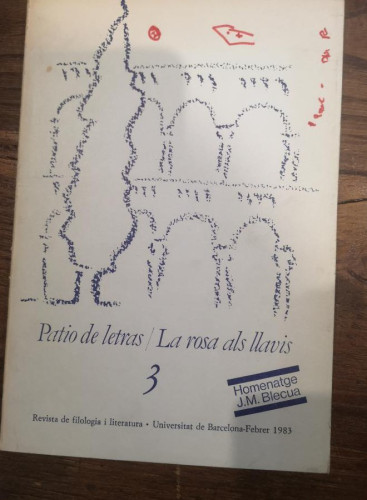 Patio de letras / La rosa als llavis
3
Homenatge
J.M. Blecua
Revista de filologia i literatura • Universitat de Barcelona-Febrer 1983